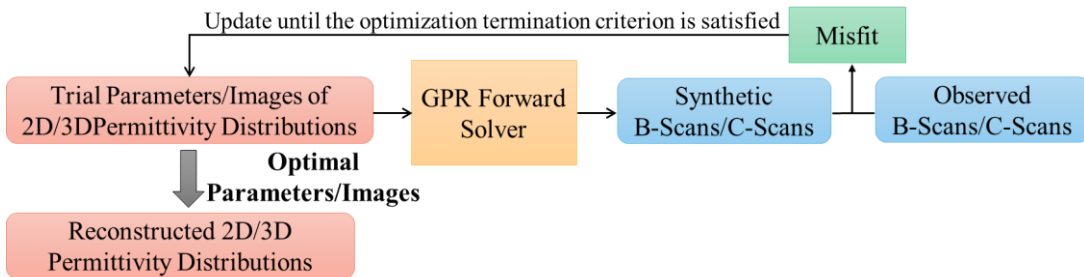 Update until the optimization termination criterion is satisfied
Misfit
Trial Parameters/Images of
2D/3DPermittivity Distributions
GPR Forward
Solver
Synthetic
B-Scans/C-Scans
Observed
B-Scans/C-Scans
Optimal
Parameters/Images
Reconstructed 2D/3D
Permittivity Distributions